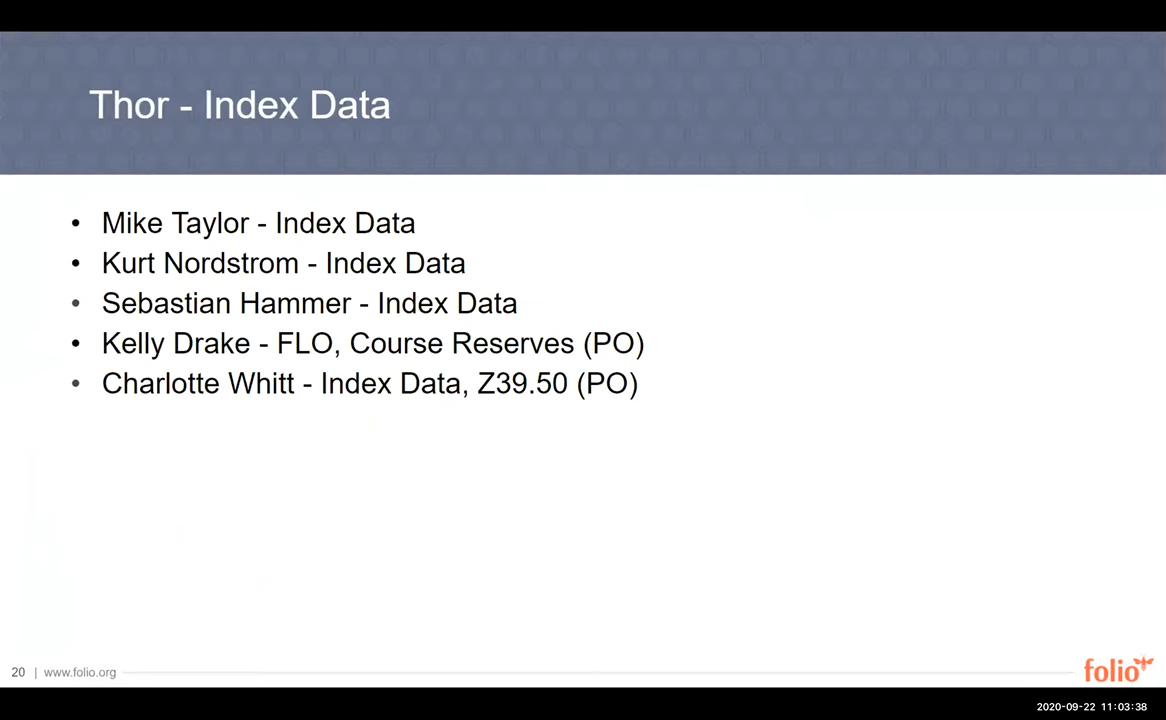 Thor - Index Data
• Mike Taylor - Index Data
• Kurt Nordstrom - Index Data
• Sebastian Hammer - Index Data
• Kelly Drake - FLO, Course Reserves (PO)
• Charlotte Whitt - Index Data, Z39.50 (PO)
20 | www.folio.org
folio
2020-09-22 11:03:38